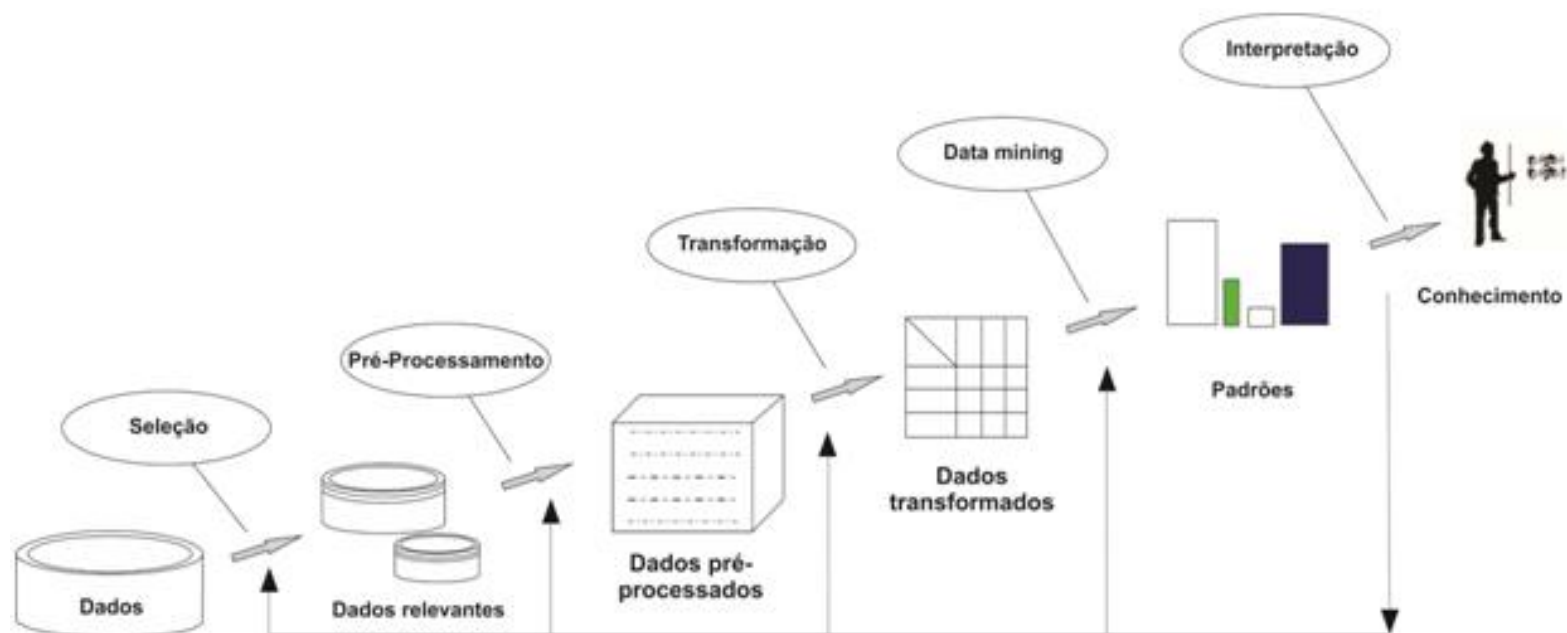 Interpretação
Data mining
Transformação
Conhecimento
Pré-Processamento
Padrões
Seleção
Dados
transformados
Dados pré-
processados
Dados
Dados relevantes